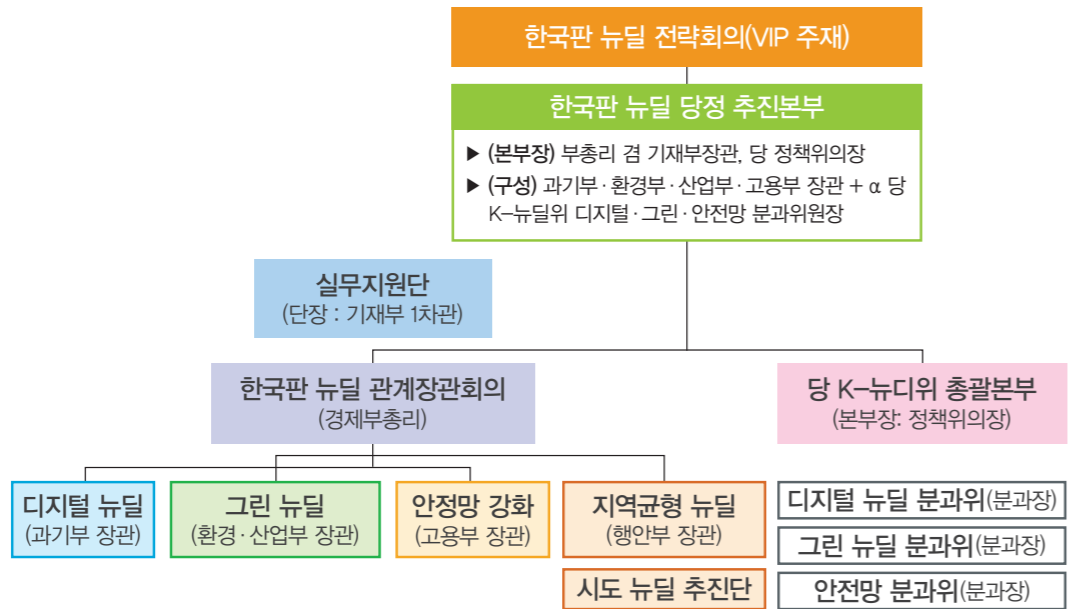 한국판 뉴딜 전략회의(VIP 주재)
한국판 뉴딜 당정 추진본부
▶ (본부장) 부총리 겸 기재부장관, 당 정책위의장
▶ (구성) 과기부·환경부·산업부·고용부 장관 + α 당
K-뉴딜위 디지털·그린·안전망 분과위원장
실무지원단
(단장 : 기재부 1차관)
한국판 뉴딜 관계장관회의
(경제부총리)
당 K-뉴디위 총괄본부
(본부장: 정책위의장)
디지털 뉴딜
(과기부 장관)
그린 뉴딜
(환경·산업부 장관)
안정망 강화
(고용부 장관)
지역균형 뉴딜
(행안부 장관)
시도 뉴딜 추진단
디지털 뉴딜 분과위(분과장)
그린 뉴딜 분과위(분과장)
안전망 분과위(분과장)